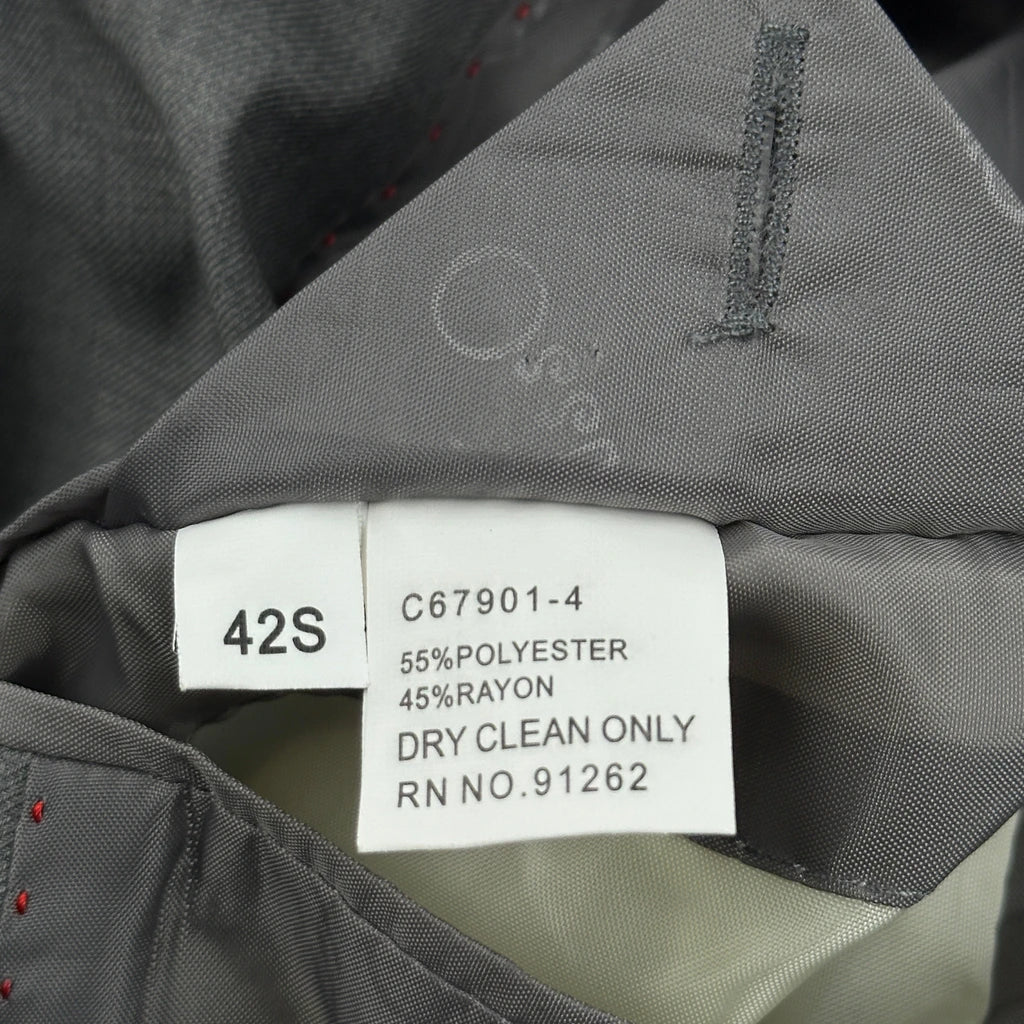 42S
C67901-4
55%POLYESTER
45%RAYON
DRY CLEAN ONLY
RN NO.91262